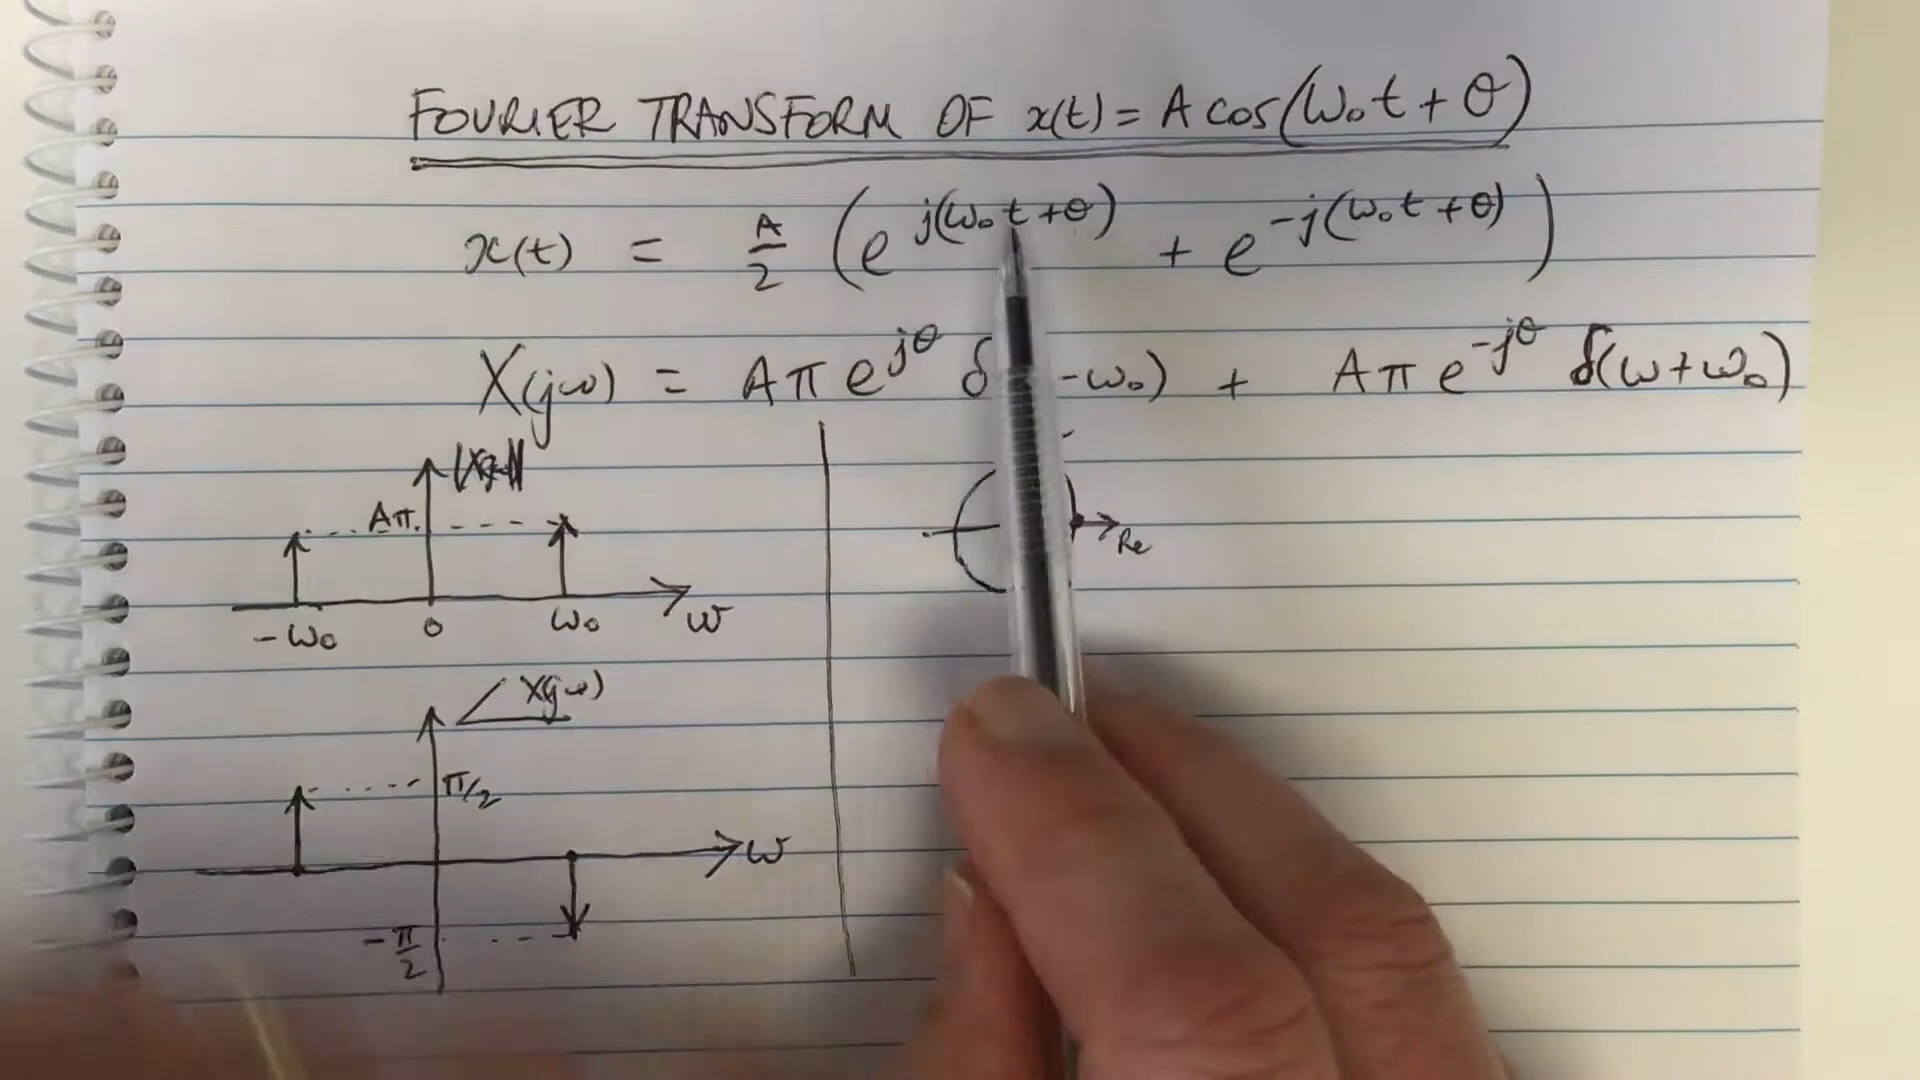 FOURIER TRANSFORM OF x(t) = A cos(ω₀t + θ)
x(t) = A/2 (e^{j(ω₀t+θ)} + e^{-j(ω₀t+θ)})
X(jω) = Aπ e^{jθ} δ -ω₀) + Aπ e^{-jθ} δ(ω+ω₀)
Aπ
-ω₀ 0 ω₀ ω
Re
∠X(jω)
π/2
ω
-π/2